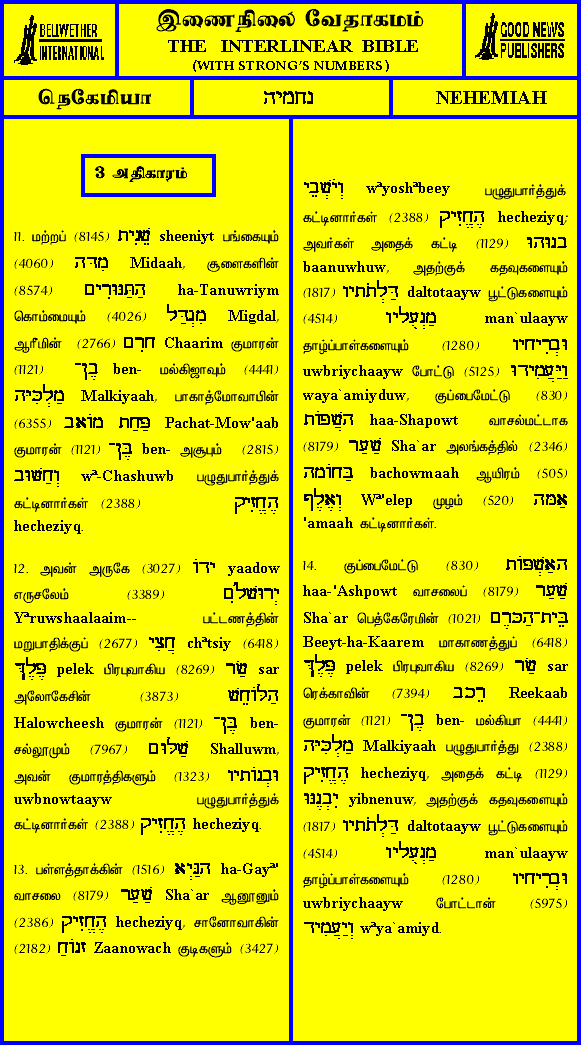 BELLWETHER
INTERNATIONAL
இணைநிலை வேதாகமம்
THE INTERLINEAR BIBLE
(WITH STRONG'S NUMBERS)
GOOD NEWS
PUBLISHERS
நெகேமியா
נחמיה
NEHEMIAH
3 அதிகாரம்
11. மற்றப் (8145) שֵׁנִית sheeniyt பங்கையும்
(4060) מִדָּה Midaah, சூளைகளின்
(8574) הַתַּנּוּרִים ha-Tanuwriym
கொம்மையும் (4026) מִגְדַּל Migdal,
ஆரீமின் (2766) חָרִם Chaarim குமாரன்
(1121) בֶּן־ ben- மல்கிஜாவும் (4441)
מַלְכִּיָּה Malkiyaah, பாகாத்மோவாபின்
(6355) פַּחַת מוֹאָב Pachat-Mow'aab
குமாரன் (1121) בֶּן־ ben- அசூபும் (2815)
וְחַשּׁוּב wª-Chashuwb பழுதுபார்த்துக்
கட்டினார்கள் (2388) הֶחֱזִיק
hecheziyq.
12. அவன் அருகே (3027) יָדוֹ yaadow
எருசலேம் (3389) יְרוּשָׁלִָם
Yªruwshaalaaim-- பட்டணத்தின்
மறுபாதிக்குப் (2677) חֲצִי chªtsiy (6418)
פֶּלֶךְ pelek பிரபுவாகிய (8269) שַׂר sar
அலோகேசின் (3873) הַלּוֹחֵשׁ
Halowcheesh குமாரன் (1121) בֶּן־ ben-
சல்லூமும் (7967) שַׁלּוּם Shalluwm,
அவன் குமாரத்திகளும் (1323) וּבְנוֹתָיו
uwbnowtaayw பழுதுபார்த்துக்
கட்டினார்கள் (2388) הֶחֱזִיק hecheziyq.
13. பள்ளத்தாக்கின் (1516) הַגַּיְא ha-Gayª'
வாசலை (8179) שַׁעַר Sha`ar ஆனூனும்
(2386) הֶחֱזִיק hecheziyq, சானோவாகின்
(2182) זָנוֹחַ Zaanowach குடிகளும் (3427)
וְיֹשְׁבֵי wªyoshªbeey பழுதுபார்த்துக்
கட்டினார்கள் (2388) הֶחֱזִיק hecheziyq;
அவர்கள் அதைக் கட்டி (1129) בָנוּהוּ
baanuwhuw, அதற்குக் கதவுகளையும்
(1817) דַּלְתֹתָיו daltotaayw பூட்டுகளையும்
(4514) מַנְעֻלָיו man`ulaayw
தாழ்ப்பாள்களையும் (1280) וּבְרִיחָיו
uwbriychaayw போட்டு (5125) וַיַּעֲמִידוּ
waya`amiyduw, குப்பைமேட்டு (830)
הָשֲׁפוֹת haa-Shapowt வாசல்மட்டாக
(8179) שַׁעַר Sha`ar அலங்கத்தில் (2346)
בַּחוֹמָה bachowmaah ஆயிரம் (505)
וְאֶלֶף Wª'elep முழம் (520) אַמָּה
'amaah கட்டினார்கள்.
14. குப்பைமேட்டு (830) הָאַשְׁפּוֹת
haa-'Ashpowt வாசலைப் (8179) שַׁעַר
Sha`ar பெத்கேரேமின் (1021) בֵּית־הַכָּרֶם
Beeyt-ha-Kaarem மாகாணத்துப் (6418)
פֶּלֶךְ pelek பிரபுவாகிய (8269) שַׂר sar
ரெக்காவின் (7394) רֵכָב Reekaab
குமாரன் (1121) בֶּן־ ben- மல்கியா (4441)
מַלְכִּיָּה Malkiyaah பழுதுபார்த்து (2388)
הֶחֱזִיק hecheziyq, அதைக் கட்டி (1129)
יִבְנֶנּוּ yibnenuw, அதற்குக் கதவுகளையும்
(1817) דַּלְתֹתָיו daltotaayw பூட்டுகளையும்
(4514) מַנְעֻלָיו man`ulaayw
தாழ்ப்பாள்களையும் (1280) וּבְרִיחָיו
uwbriychaayw போட்டான் (5975)
וְיַעֲמִיד wªya`amiyd.